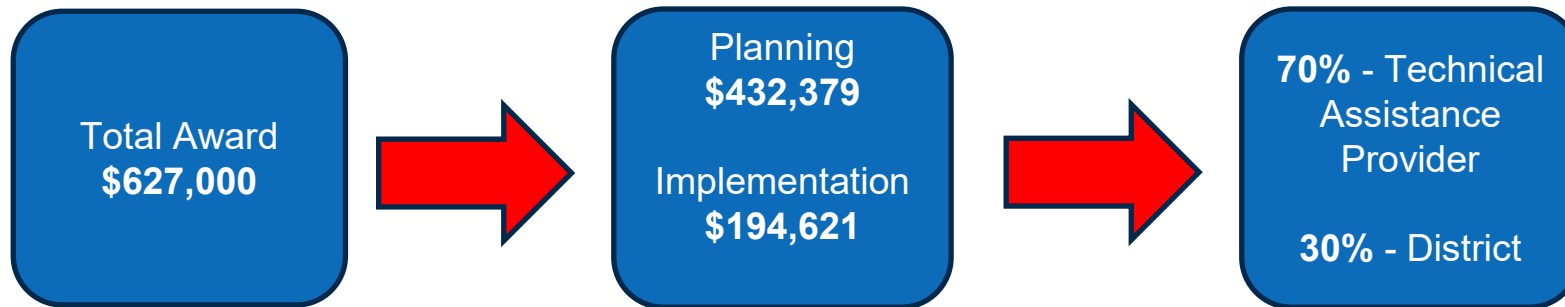 Total Award
$627,000
Planning
$432,379
Implementation
$194,621
70% - Technical
Assistance
Provider
30% - District